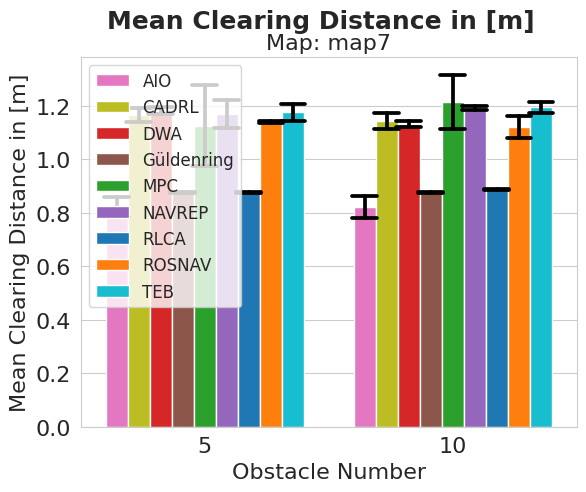 Mean Clearing Distance in [m]
Map: map7
Mean Clearing Distance in [m]
1.2
1.0
0.8
0.6
0.4
0.2
0.0
AIO
CADRL
DWA
Güldenring
MPC
NAVREP
RLCA
ROSNAV
TEB
5
10
Obstacle Number